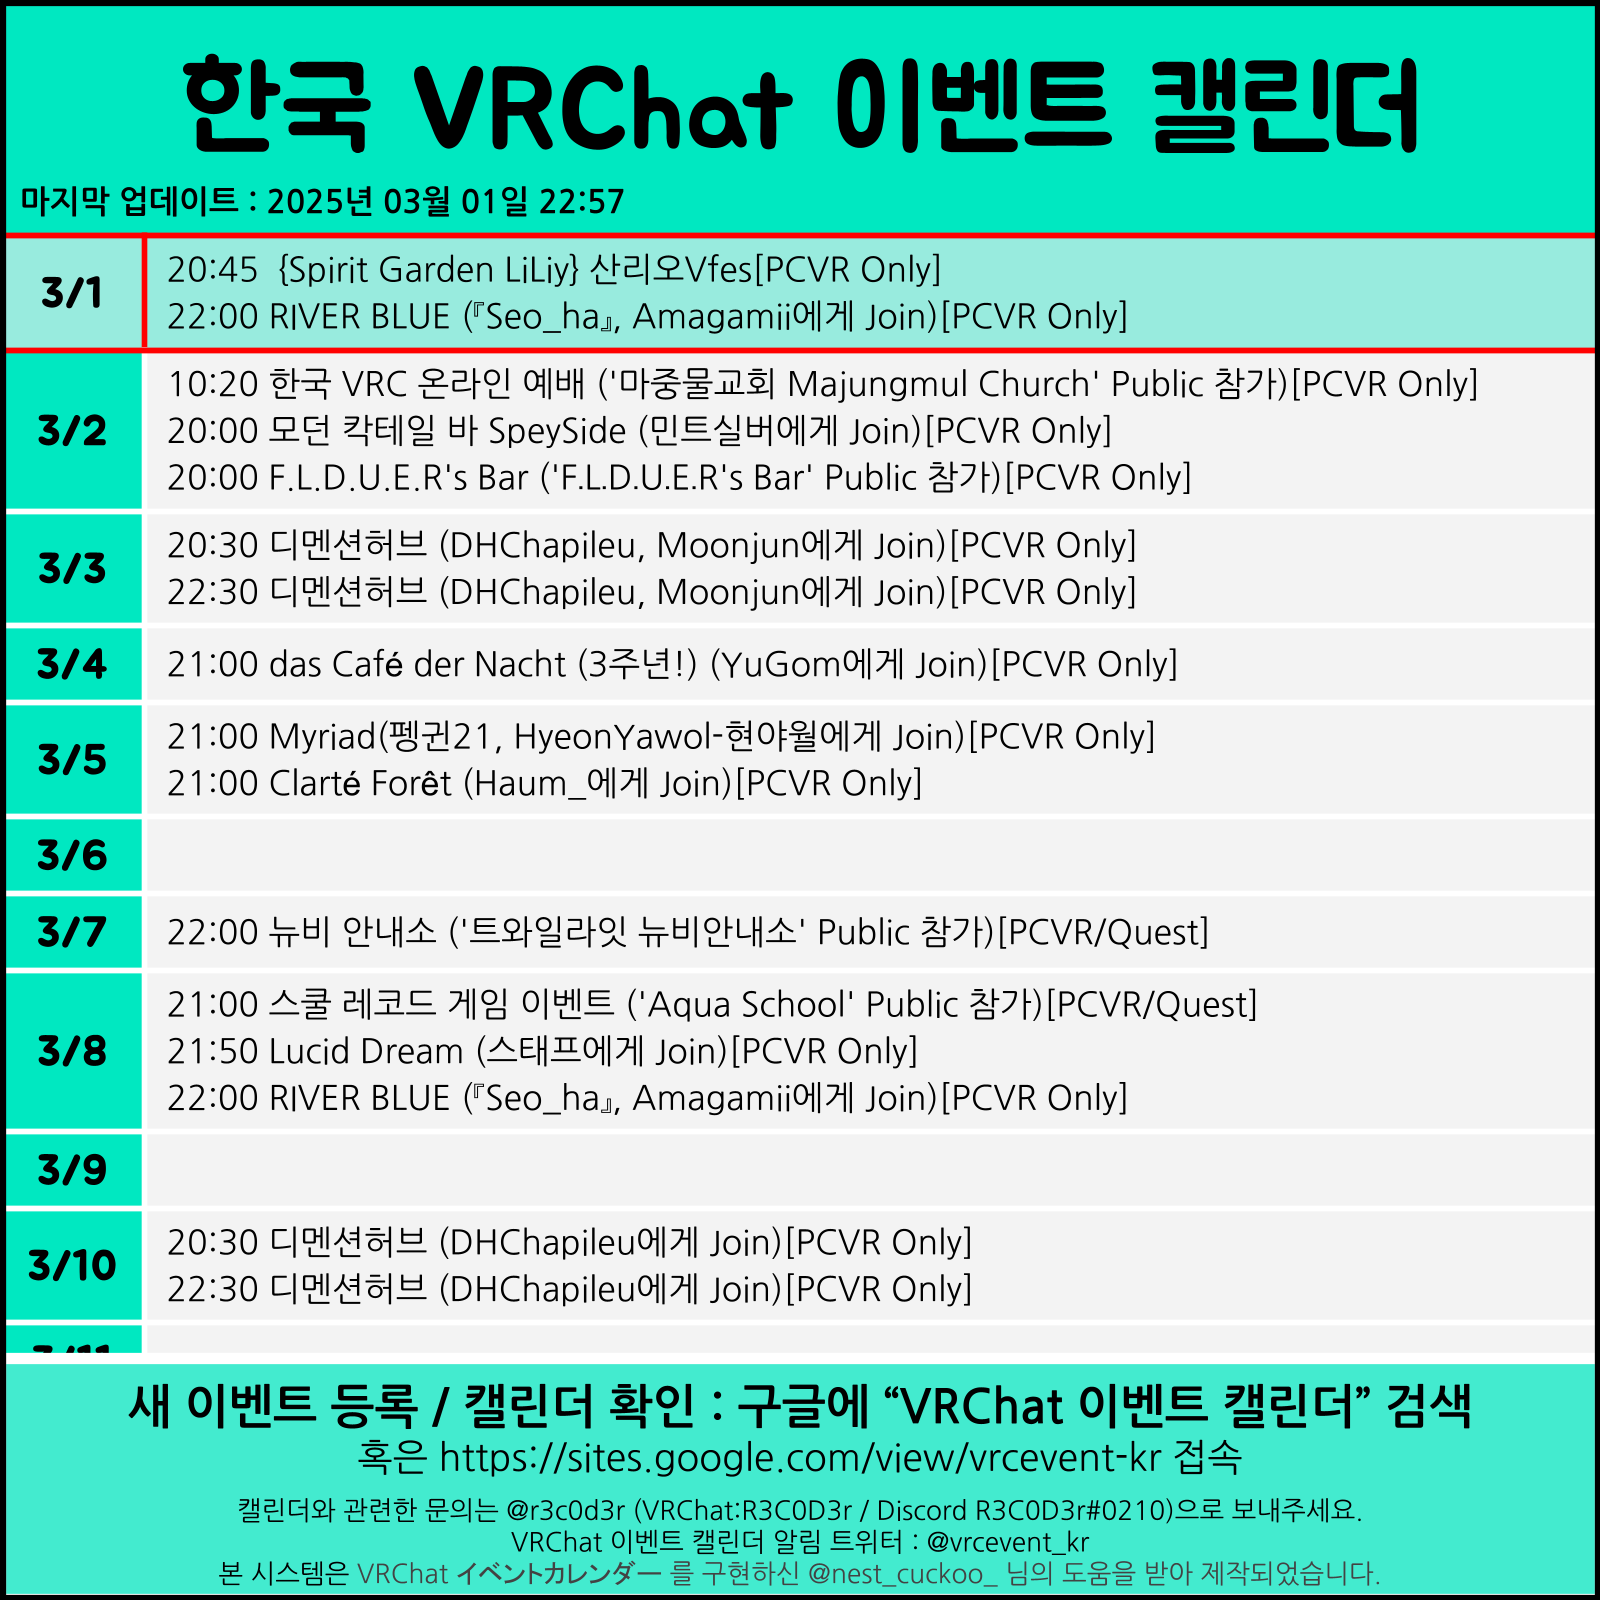 한국 VRChat 이벤트 캘린더
마지막 업데이트 : 2025년 03월 01일 22:57
3/1
20:45  {Spirit Garden LiLiy} 산리오Vfes[PCVR Only]
22:00 RIVER BLUE (『Seo_ha』, Amagamii에게 Join)[PCVR Only]
3/2
10:20 한국 VRC 온라인 예배 ('마중물교회 Majungmul Church' Public 참가)[PCVR Only]
20:00 모던 칵테일 바 SpeySide (민트실버에게 Join)[PCVR Only]
20:00 F.L.D.U.E.R's Bar ('F.L.D.U.E.R's Bar' Public 참가)[PCVR Only]
3/3
20:30 디멘션허브 (DHChapileu, Moonjun에게 Join)[PCVR Only]
22:30 디멘션허브 (DHChapileu, Moonjun에게 Join)[PCVR Only]
3/4
21:00 das Café der Nacht (3주년!) (YuGom에게 Join)[PCVR Only]
3/5
21:00 Myriad(펭귄21, HyeonYawol-현야월에게 Join)[PCVR Only]
21:00 Clarté Forêt (Haum_에게 Join)[PCVR Only]
3/6
3/7
22:00 뉴비 안내소 ('트와일라잇 뉴비안내소' Public 참가)[PCVR/Quest]
3/8
21:00 스쿨 레코드 게임 이벤트 ('Aqua School' Public 참가)[PCVR/Quest]
21:50 Lucid Dream (스태프에게 Join)[PCVR Only]
22:00 RIVER BLUE (『Seo_ha』, Amagamii에게 Join)[PCVR Only]
3/9
3/10
20:30 디멘션허브 (DHChapileu에게 Join)[PCVR Only]
22:30 디멘션허브 (DHChapileu에게 Join)[PCVR Only]
3/11
새 이벤트 등록 / 캘린더 확인 : 구글에 “VRChat 이벤트 캘린더” 검색
혹은 https://sites.google.com/view/vrcevent-kr 접속
캘린더와 관련한 문의는 @r3c0d3r (VRChat:R3C0D3r / Discord R3C0D3r#0210)으로 보내주세요.
VRChat 이벤트 캘린더 알림 트위터 : @vrcevent_kr
본 시스템은 VRChat イベントカレンダー 를 구현하신 @nest_cuckoo_ 님의 도움을 받아 제작되었습니다.